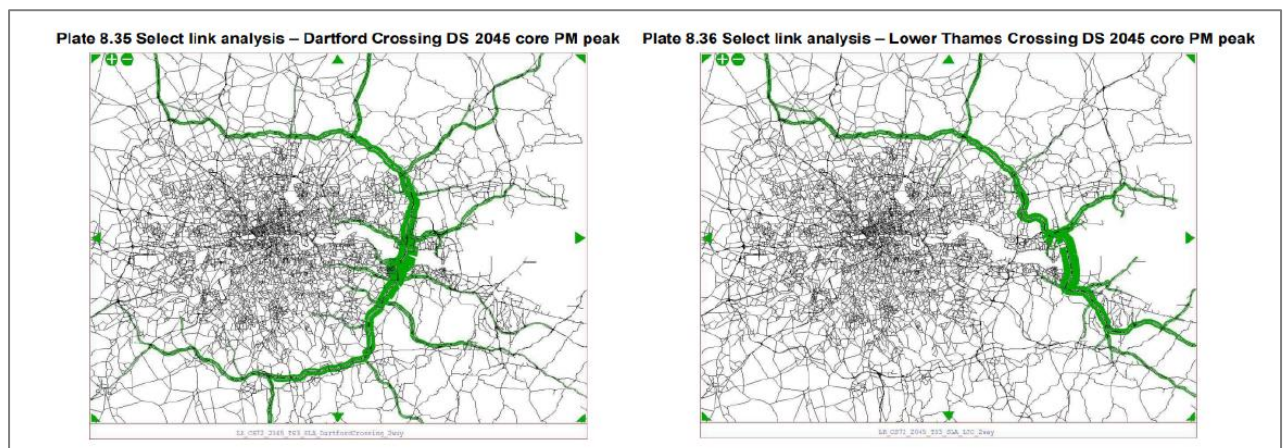 Plate 8.35 Select link analysis – Dartford Crossing DS 2045 core PM peak
Plate 8.36 Select link analysis – Lower Thames Crossing DS 2045 core PM peak